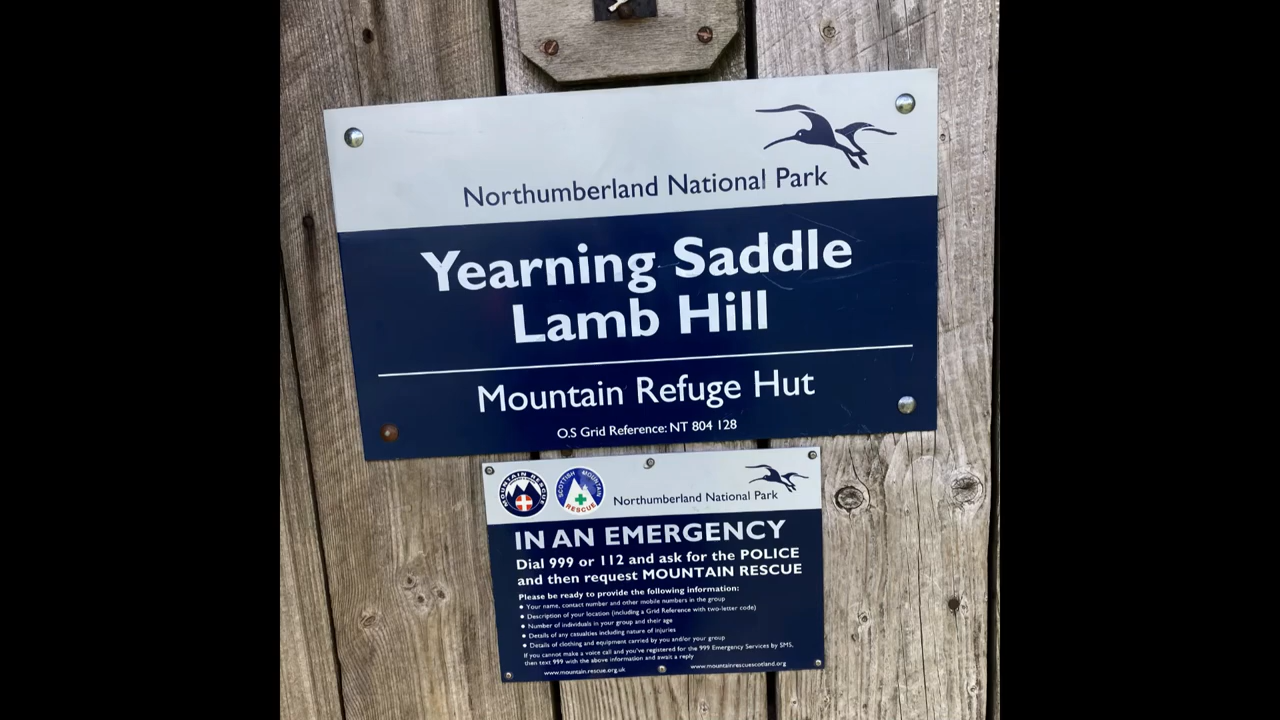 Northumberland National Park
Yearning Saddle
Lamb Hill
Mountain Refuge Hut
O.S Grid Reference: NT 804 128
MOUNTAIN RESCUE
SCOTTISH MOUNTAIN
RESCUE
Northumberland National Park
IN AN EMERGENCY
Dial 999 or 112 and ask for the POLICE
and then request MOUNTAIN RESCUE
Please be ready to provide the following information:
• Your name, contact number and other mobile numbers in the group
• Description of your location (including a Grid Reference with two-letter code)
• Number of individuals in your group and their age
• Details of any casualties including nature of injuries
• Details of clothing and equipment carried by you and/or your group
If you cannot make a voice call and you've registered for the 999 Emergency Services by SMS,
then text 999 with the above information and await a reply
www.mountain.rescue.org.uk
www.mountainrescuescotland.org